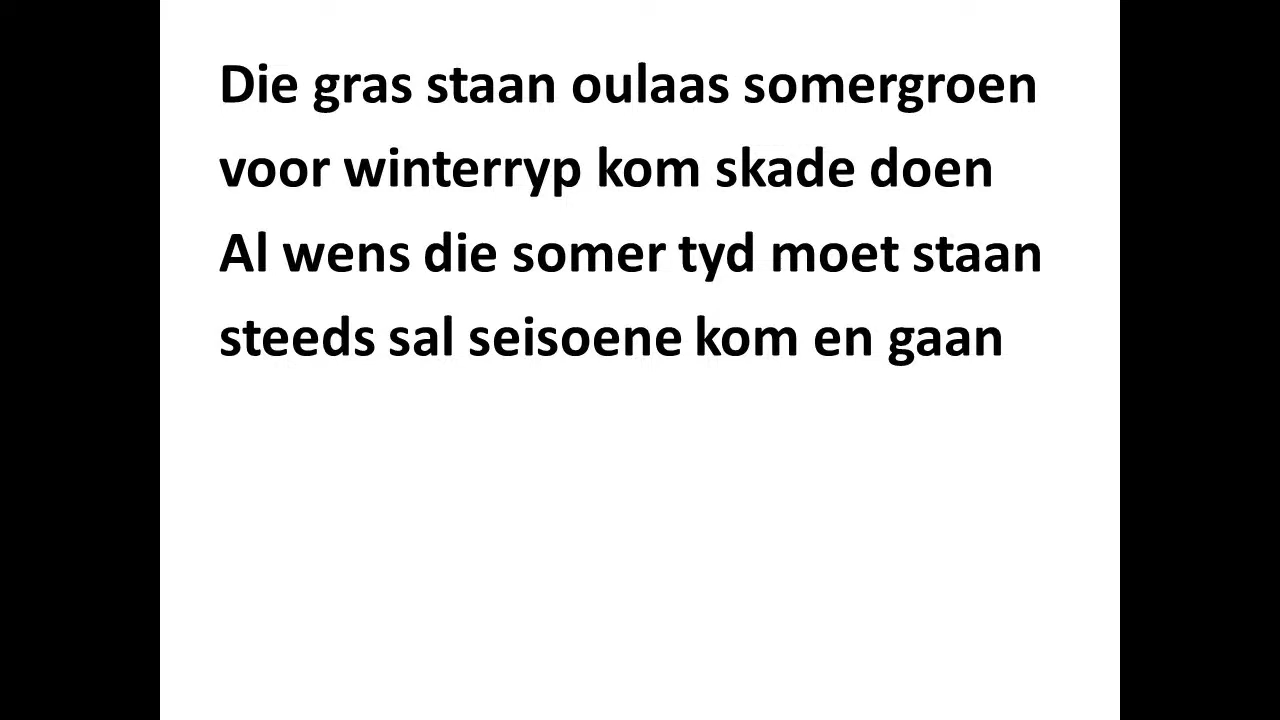 Die gras staan oulaas somergroen
voor winterryp kom skade doen
Al wens die somer tyd moet staan
steeds sal seisoene kom en gaan